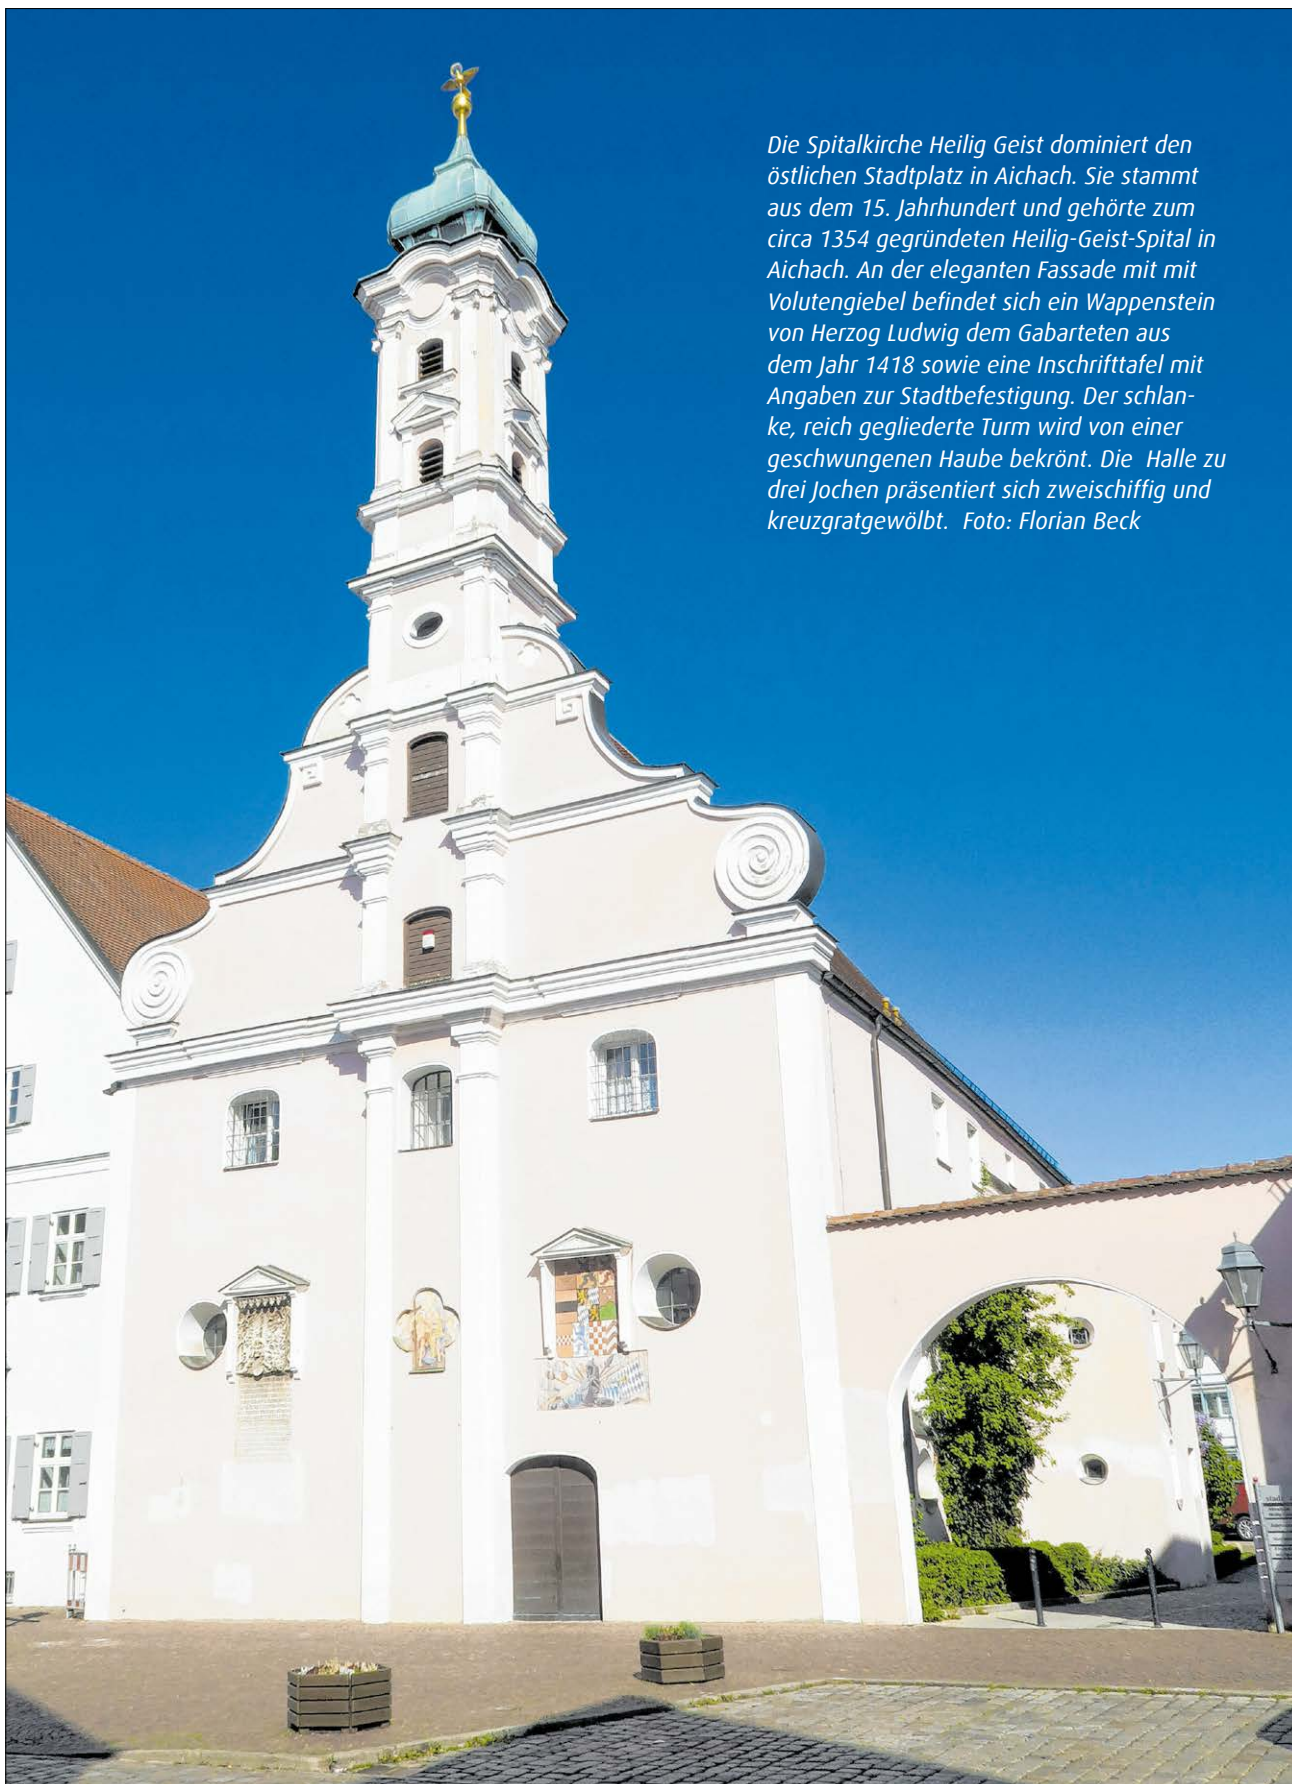 Die Spitalkirche Heilig Geist dominiert den
östlichen Stadtplatz in Aichach. Sie stammt
aus dem 15. Jahrhundert und gehörte zum
circa 1354 gegründeten Heilig-Geist-Spital in
Aichach. An der eleganten Fassade mit mit
Volutengiebel befindet sich ein Wappenstein
von Herzog Ludwig dem Gabarteten aus
dem Jahr 1418 sowie eine Inschrifttafel mit
Angaben zur Stadtbefestigung. Der schlan-
ke, reich gegliederte Turm wird von einer
geschwungenen Haube bekrönt. Die  Halle zu
drei Jochen präsentiert sich zweischiffig und
kreuzgratgewölbt.  Foto: Florian Beck